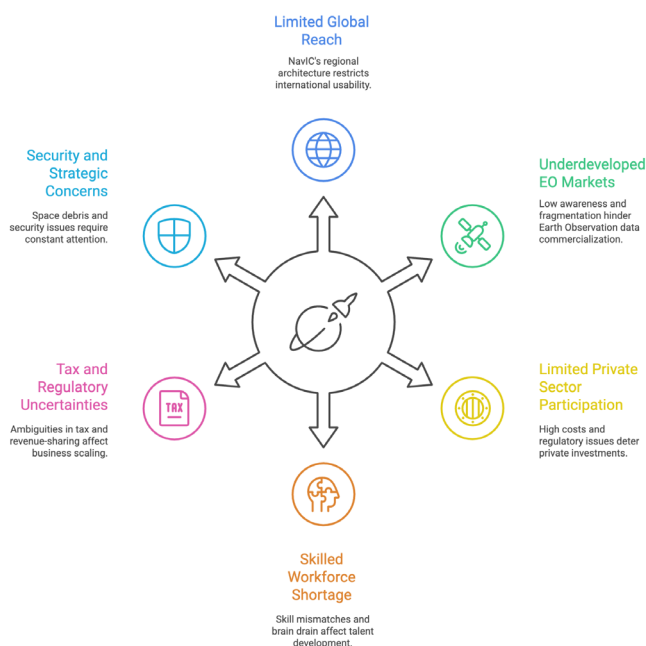 Limited Global
Reach
NavIC's regional
architecture restricts
international usability.
Security and
Strategic
Concerns
Space debris and
security issues require
constant attention.
Underdeveloped
EO Markets
Low awareness and
fragmentation hinder
Earth Observation data
commercialization.
Tax and
Regulatory
Uncertainties
Ambiguities in tax and
revenue-sharing affect
business scaling.
TAX
Limited Private
Sector
Participation
High costs and
regulatory issues deter
private investments.
Skilled
Workforce
Shortage
Skill mismatches and
brain drain affect talent
development.